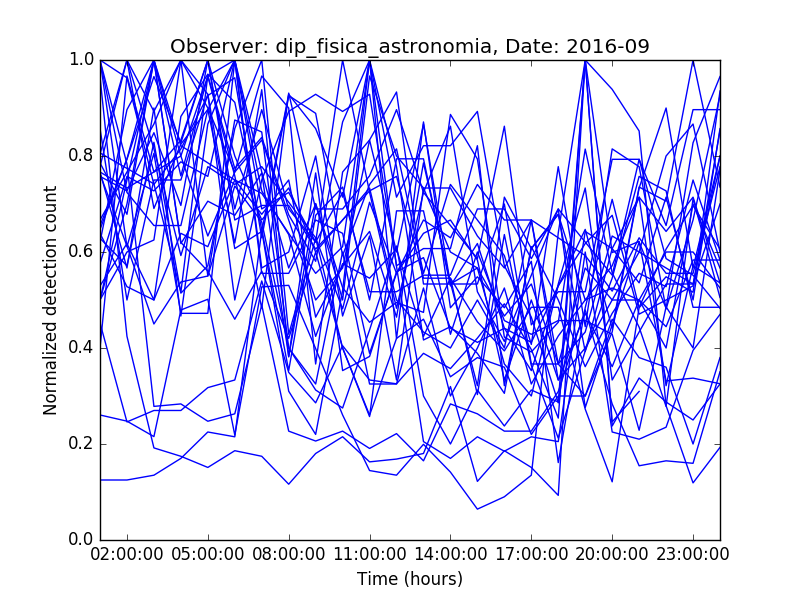 Observer: dip_fisica_astronomia, Date: 2016-09
Normalized detection count
1.0
0.8
0.6
0.4
0.2
0.0
02:00:00 05:00:00 08:00:00 11:00:00 14:00:00 17:00:00 20:00:00 23:00:00
Time (hours)